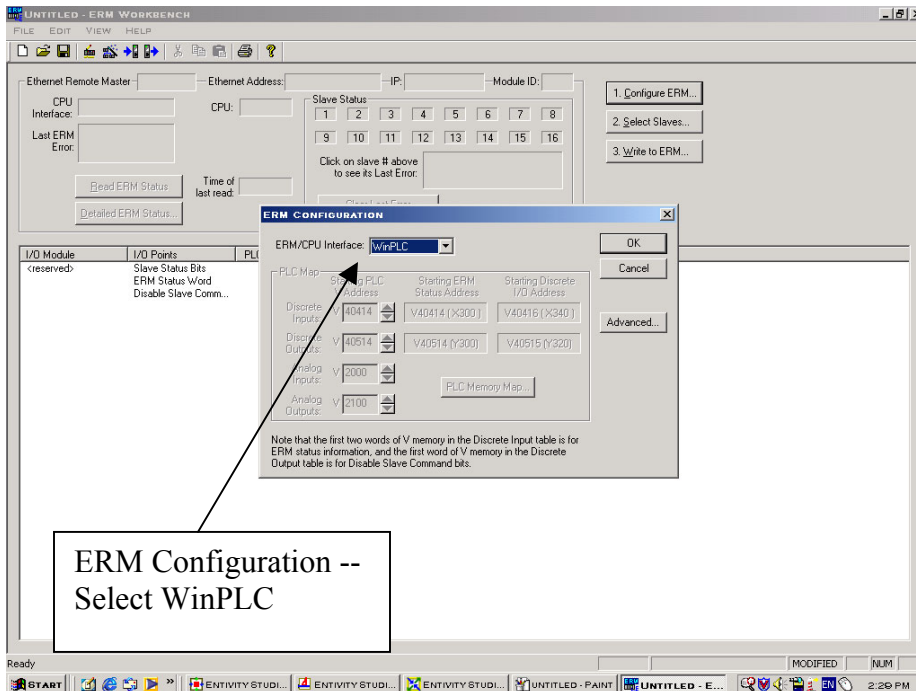 UNTITLED - ERM WORKBENCH
FILE EDIT VIEW HELP
Ethernet Remote Master Ethernet Address: IP: Module ID:
CPU Interface: CPU:
Last ERM Error:
Read ERM Status Time of last read:
Detailed ERM Status...
Slave Status
1 2 3 4 5 6 7 8
9 10 11 12 13 14 15 16
Click on slave # above to see its Last Error:
1. Configure ERM...
2. Select Slaves...
3. Write to ERM...
I/O Module I/O Points
<reserved> Slave Status Bits
ERM Status Word
Disable Slave Comm...
ERM CONFIGURATION
ERM/CPU Interface: WinPLC
OK
Cancel
Advanced...
PLC Map
Starting PLC V Address Starting ERM Status Address Starting Discrete I/O Address
Discrete Inputs: V 40414 V40414 (X300) V40416 (X340)
Discrete Outputs: V 40514 V40514 (Y300) V40515 (Y320)
Analog Inputs: V 2000
Analog Outputs: V 2100
PLC Memory Map...
Note that the first two words of V memory in the Discrete Input table is for
ERM status information, and the first word of V memory in the Discrete
Output table is for Disable Slave Command bits.
ERM Configuration --
Select WinPLC
Ready MODIFIED NUM
START » ENTIVITY STUDI... ENTIVITY STUDI... ENTIVITY STUDI... UNTITLED - PAINT UNTITLED - E... EN 2:29 PM